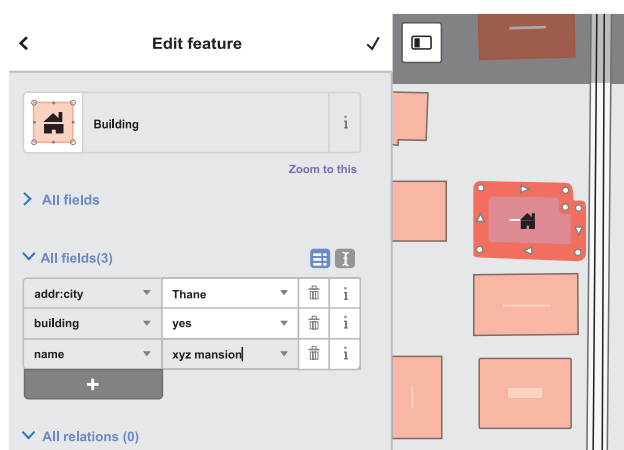 Edit feature
Building
i
Zoom to this
All fields
All fields(3)
addr:city Thane i
building yes i
name xyz mansion i
+
All relations (0)